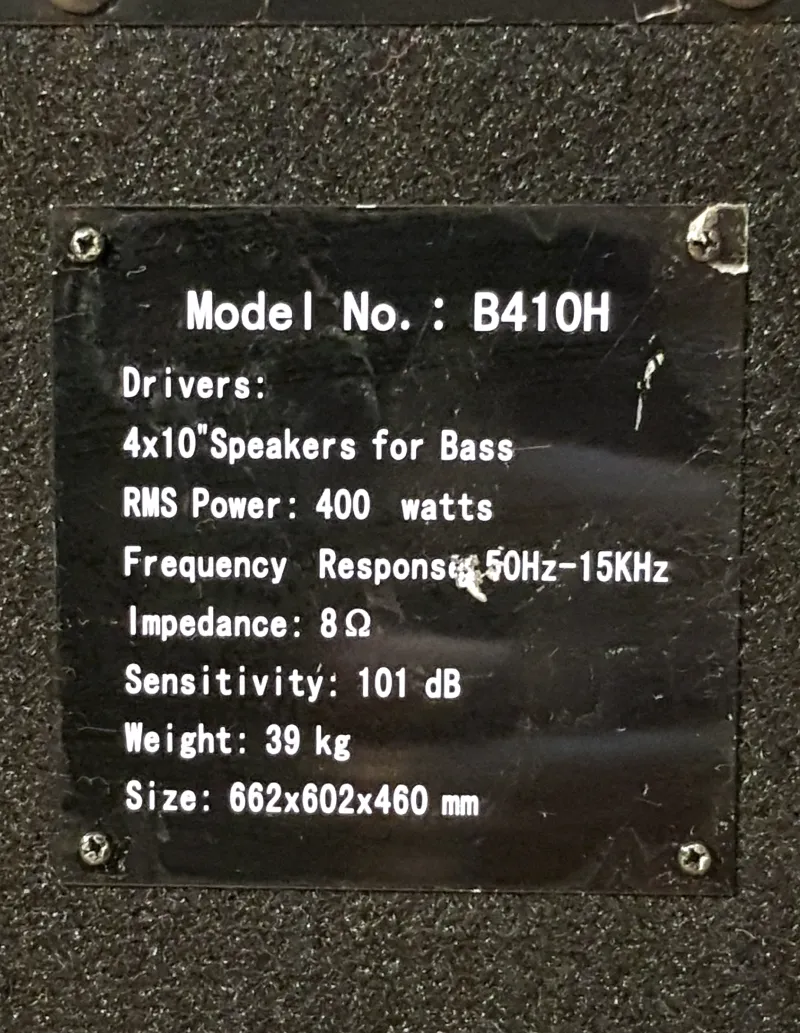 Model No.: B410H
Drivers:
4x10"Speakers for Bass
RMS Power: 400 watts
Frequency Response 50Hz-15KHz
Impedance: 8Ω
Sensitivity: 101 dB
Weight: 39 kg
Size: 662x602x460 mm